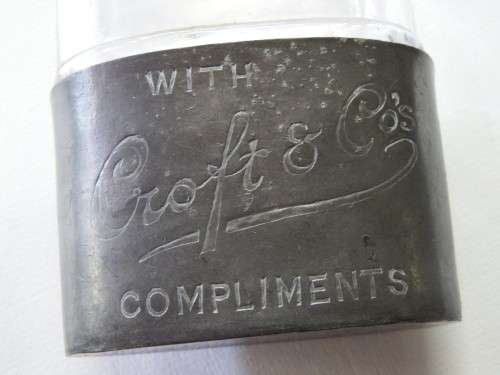 WITH
Croft & Co's
COMPLIMENTS